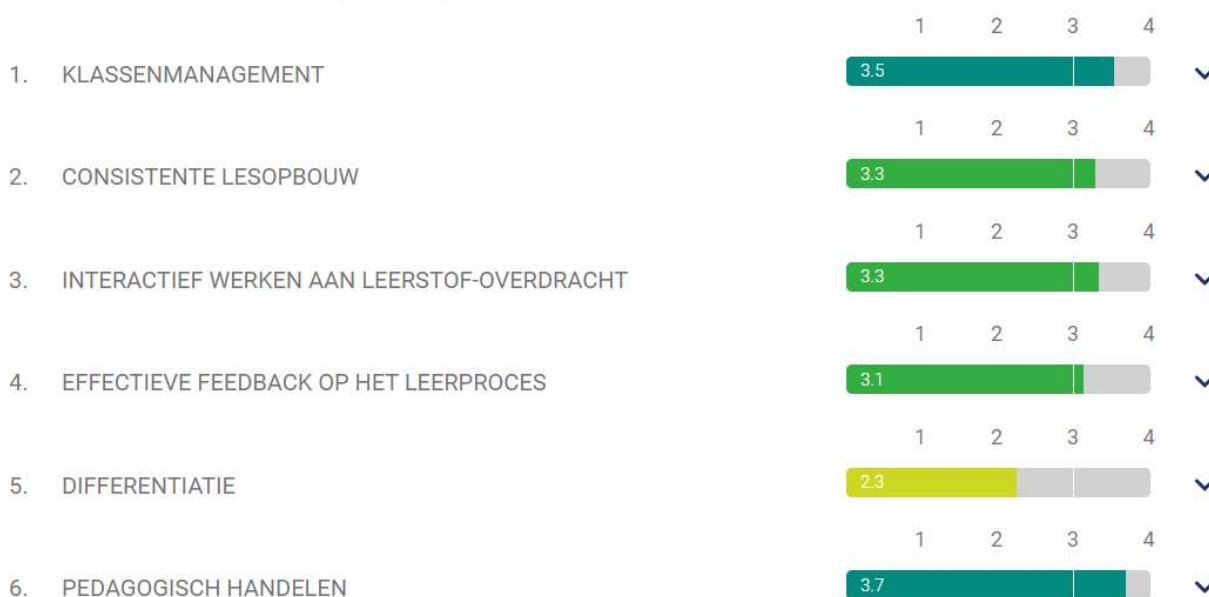 1 2 3 4
1. KLASSENMANAGEMENT 3.5
1 2 3 4
2. CONSISTENTE LESOPBOUW 3.3
1 2 3 4
3. INTERACTIEF WERKEN AAN LEERSTOF-OVERDRACHT 3.3
1 2 3 4
4. EFFECTIEVE FEEDBACK OP HET LEERPROCES 3.1
1 2 3 4
5. DIFFERENTIATIE 2.3
1 2 3 4
6. PEDAGOGISCH HANDELEN 3.7